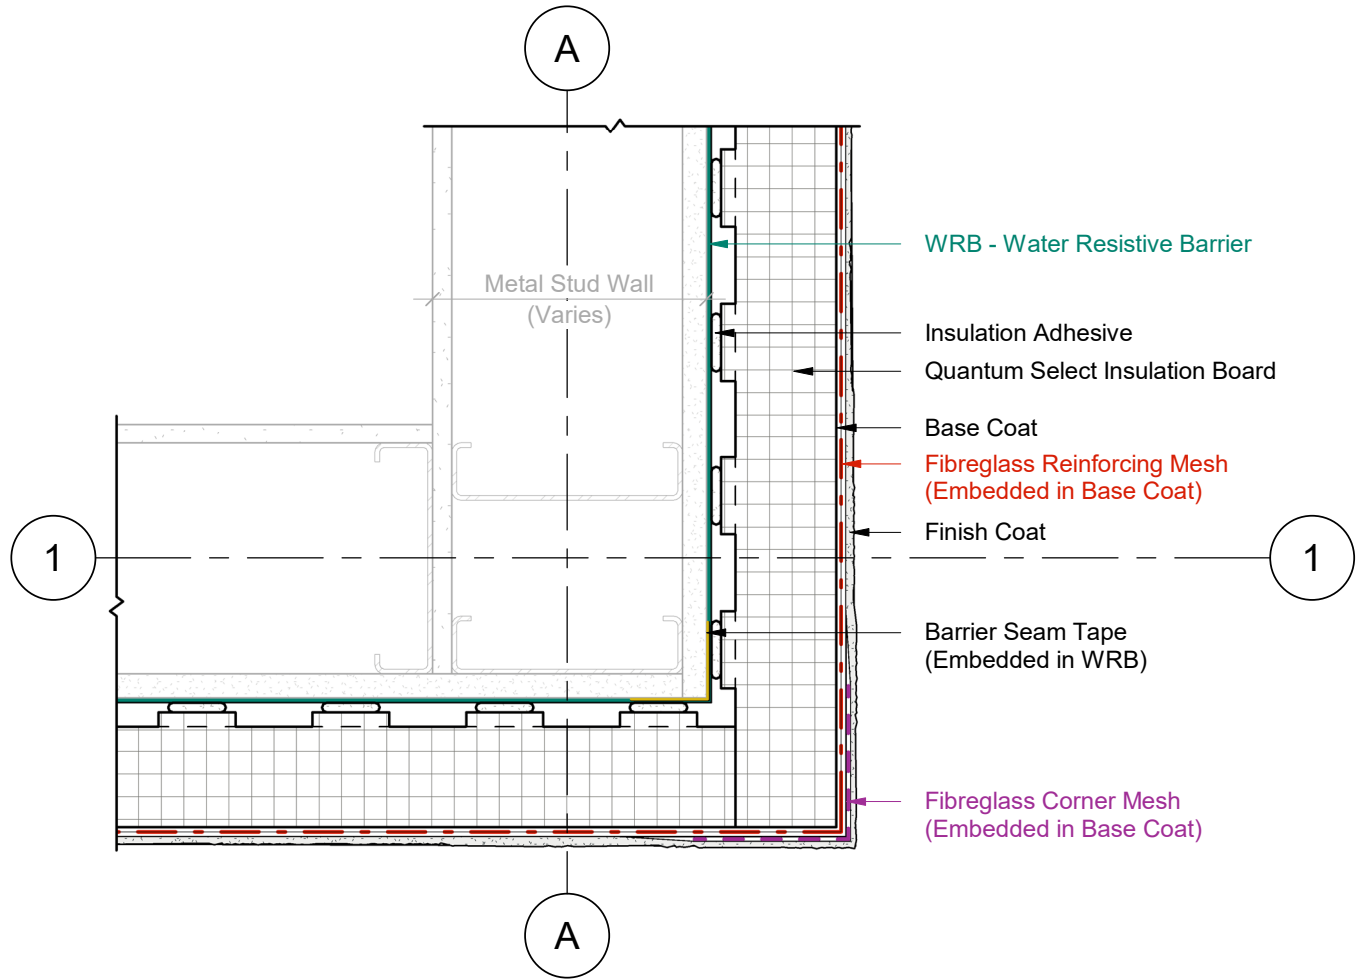 A
WRB - Water Resistive Barrier
Metal Stud Wall
(Varies)
Insulation Adhesive
Quantum Select Insulation Board
Base Coat
Fibreglass Reinforcing Mesh
(Embedded in Base Coat)
Finish Coat
1
1
Barrier Seam Tape
(Embedded in WRB)
Fibreglass Corner Mesh
(Embedded in Base Coat)
A